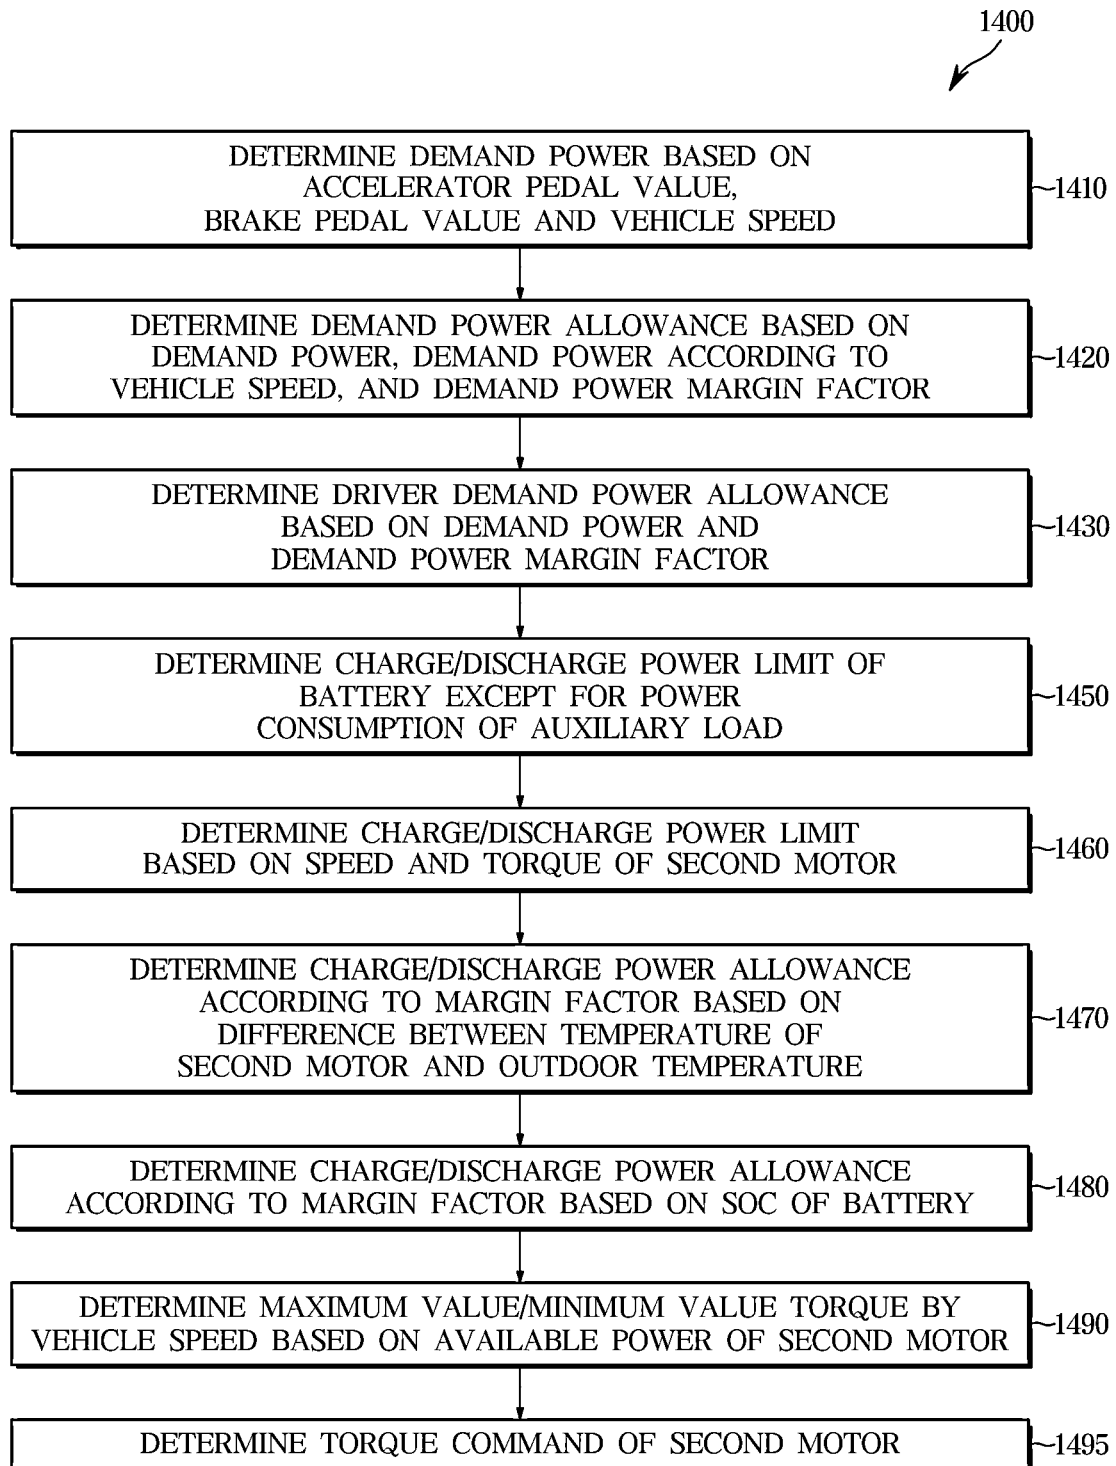 1400
DETERMINE DEMAND POWER BASED ON
ACCELERATOR PEDAL VALUE,
BRAKE PEDAL VALUE AND VEHICLE SPEED
1410
DETERMINE DEMAND POWER ALLOWANCE BASED ON
DEMAND POWER, DEMAND POWER ACCORDING TO
VEHICLE SPEED, AND DEMAND POWER MARGIN FACTOR
1420
DETERMINE DRIVER DEMAND POWER ALLOWANCE
BASED ON DEMAND POWER AND
DEMAND POWER MARGIN FACTOR
1430
DETERMINE CHARGE/DISCHARGE POWER LIMIT OF
BATTERY EXCEPT FOR POWER
CONSUMPTION OF AUXILIARY LOAD
1450
DETERMINE CHARGE/DISCHARGE POWER LIMIT
BASED ON SPEED AND TORQUE OF SECOND MOTOR
1460
DETERMINE CHARGE/DISCHARGE POWER ALLOWANCE
ACCORDING TO MARGIN FACTOR BASED ON
DIFFERENCE BETWEEN TEMPERATURE OF
SECOND MOTOR AND OUTDOOR TEMPERATURE
1470
DETERMINE CHARGE/DISCHARGE POWER ALLOWANCE
ACCORDING TO MARGIN FACTOR BASED ON SOC OF BATTERY
1480
DETERMINE MAXIMUM VALUE/MINIMUM VALUE TORQUE BY
VEHICLE SPEED BASED ON AVAILABLE POWER OF SECOND MOTOR
1490
DETERMINE TORQUE COMMAND OF SECOND MOTOR
1495